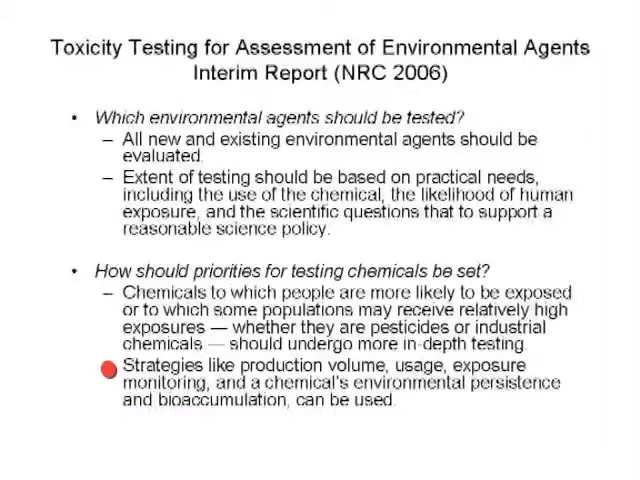 Toxicity Testing for Assessment of Environmental Agents
Interim Report (NRC 2006)
• Which environmental agents should be tested?
– All new and existing environmental agents should be
evaluated.
– Extent of testing should be based on practical needs,
including the use of the chemical, the likelihood of human
exposure, and the scientific questions that to support a
reasonable science policy.
• How should priorities for testing chemicals be set?
– Chemicals to which people are more likely to be exposed
or to which some populations may receive relatively high
exposures — whether they are pesticides or industrial
chemicals — should undergo more in-depth testing.
Strategies like production volume, usage, exposure
monitoring, and a chemical's environmental persistence
and bioaccumulation, can be used.